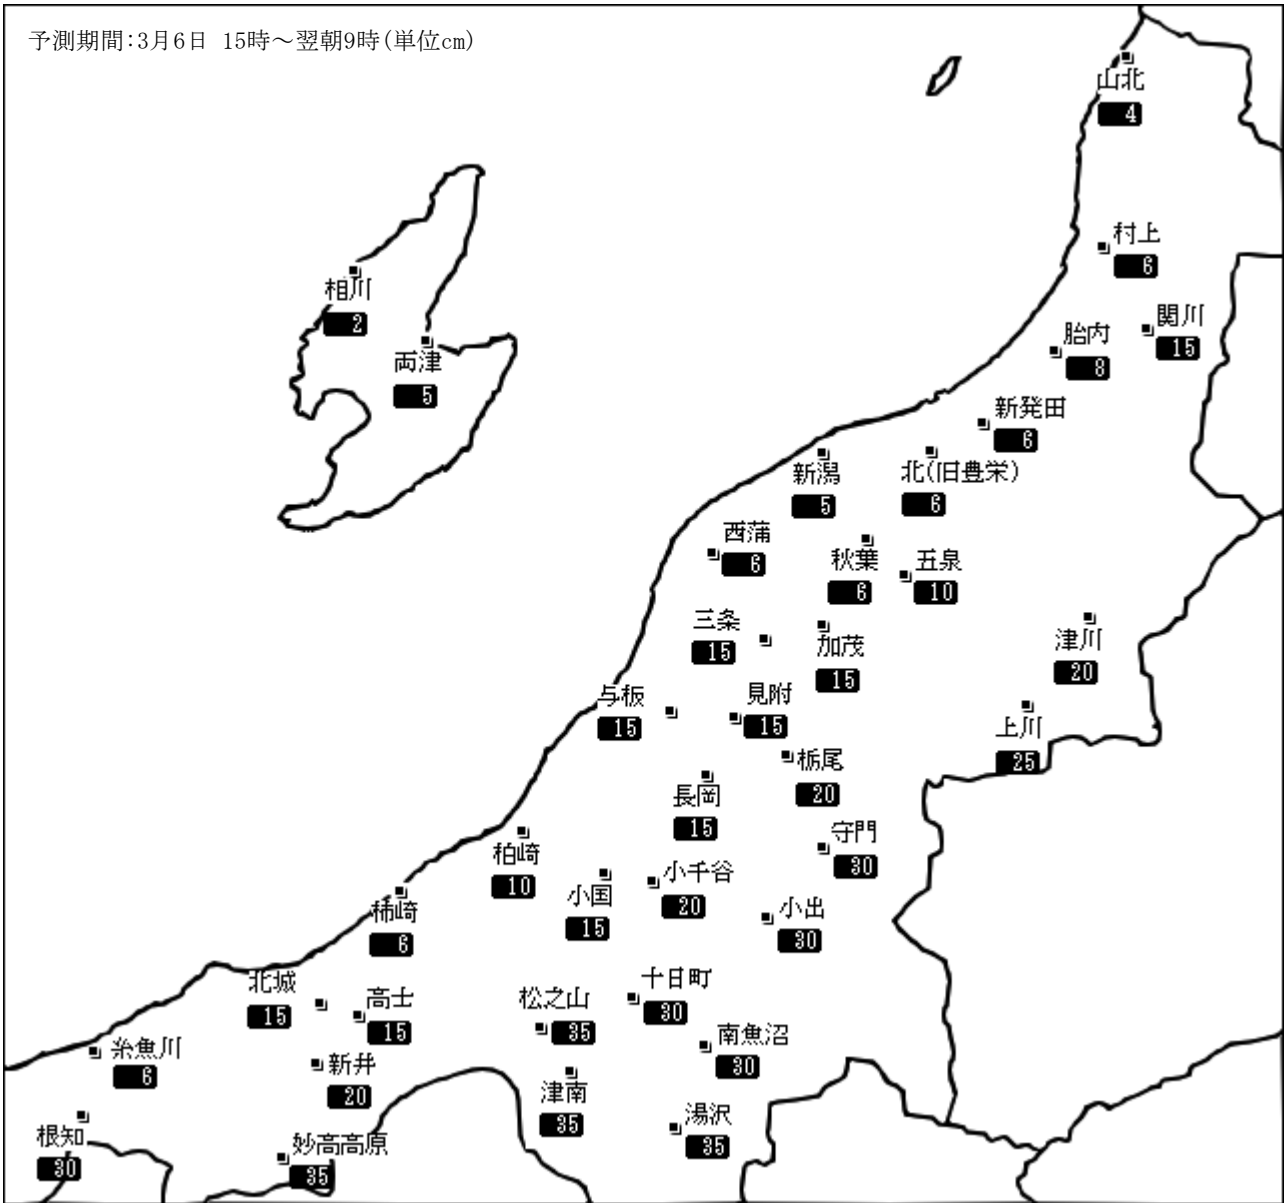 予測期間:3月6日 15時～翌朝9時(単位cm)
山北
4
村上
6
相川
2
関川
15
胎内
8
両津
5
新発田
6
新潟
5
北(旧豊栄)
6
西蒲
6
秋葉
6
五泉
10
三条
15
加茂
15
津川
20
与板
15
見附
15
上川
25
栃尾
20
長岡
15
守門
30
柏崎
10
小国
15
小千谷
20
小出
30
柿崎
6
北城
15
高士
15
松之山
35
十日町
30
南魚沼
30
糸魚川
6
新井
20
津南
35
湯沢
35
根知
30
妙高高原
35